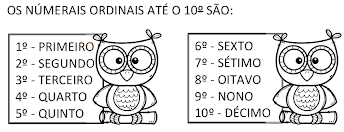 OS NÚMERAIS ORDINAIS ATÉ O 10º SÃO:
1º - PRIMEIRO
2º - SEGUNDO
3º - TERCEIRO
4º - QUARTO
5º - QUINTO
6º - SEXTO
7º - SÉTIMO
8º - OITAVO
9º - NONO
10º - DÉCIMO